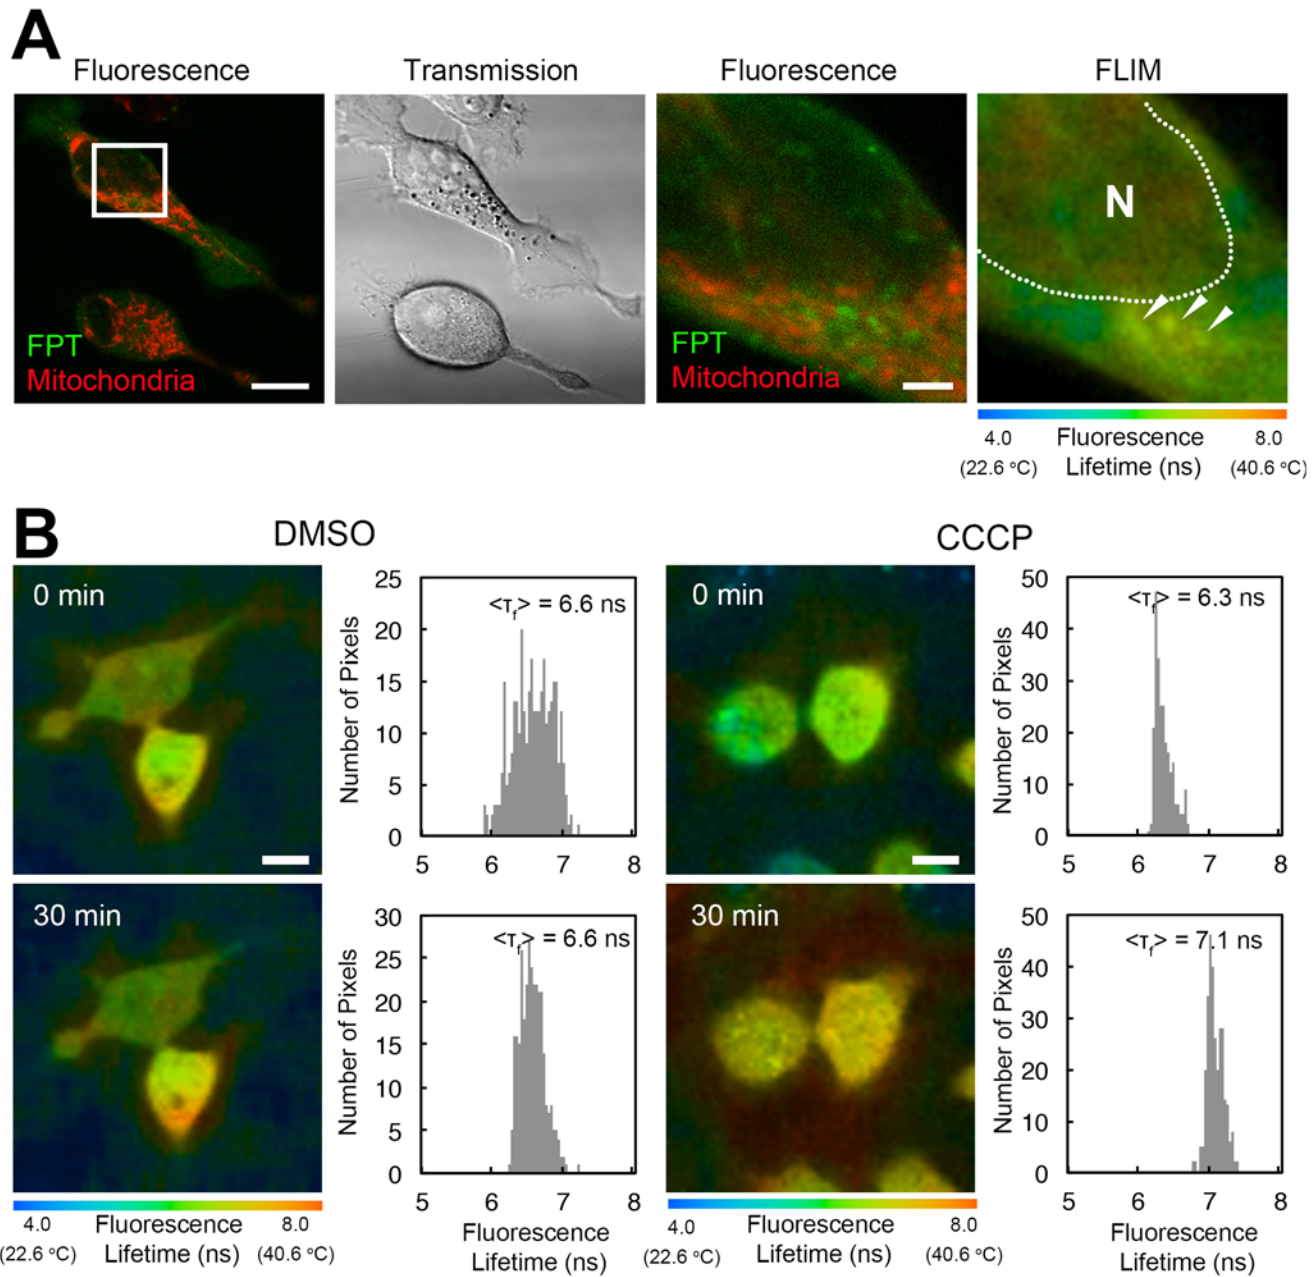 A
Fluorescence
Transmission
Fluorescence
FLIM
FPT
Mitochondria
FPT
Mitochondria
N
4.0 Fluorescence 8.0
(22.6 °C) Lifetime (ns) (40.6 °C)
B
DMSO
CCCP
0 min
25
20
15
10
5
0
Number of Pixels
<τf> = 6.6 ns
5 6 7 8
0 min
50
40
30
20
10
0
Number of Pixels
<τf> = 6.3 ns
5 6 7 8
30 min
30
25
20
15
10
5
0
Number of Pixels
<τf> = 6.6 ns
5 6 7 8
Fluorescence
Lifetime (ns)
30 min
50
40
30
20
10
0
Number of Pixels
<τf> = 7.1 ns
5 6 7 8
Fluorescence
Lifetime (ns)
4.0 Fluorescence 8.0
(22.6 °C) Lifetime (ns) (40.6 °C)
4.0 Fluorescence 8.0
(22.6 °C) Lifetime (ns) (40.6 °C)